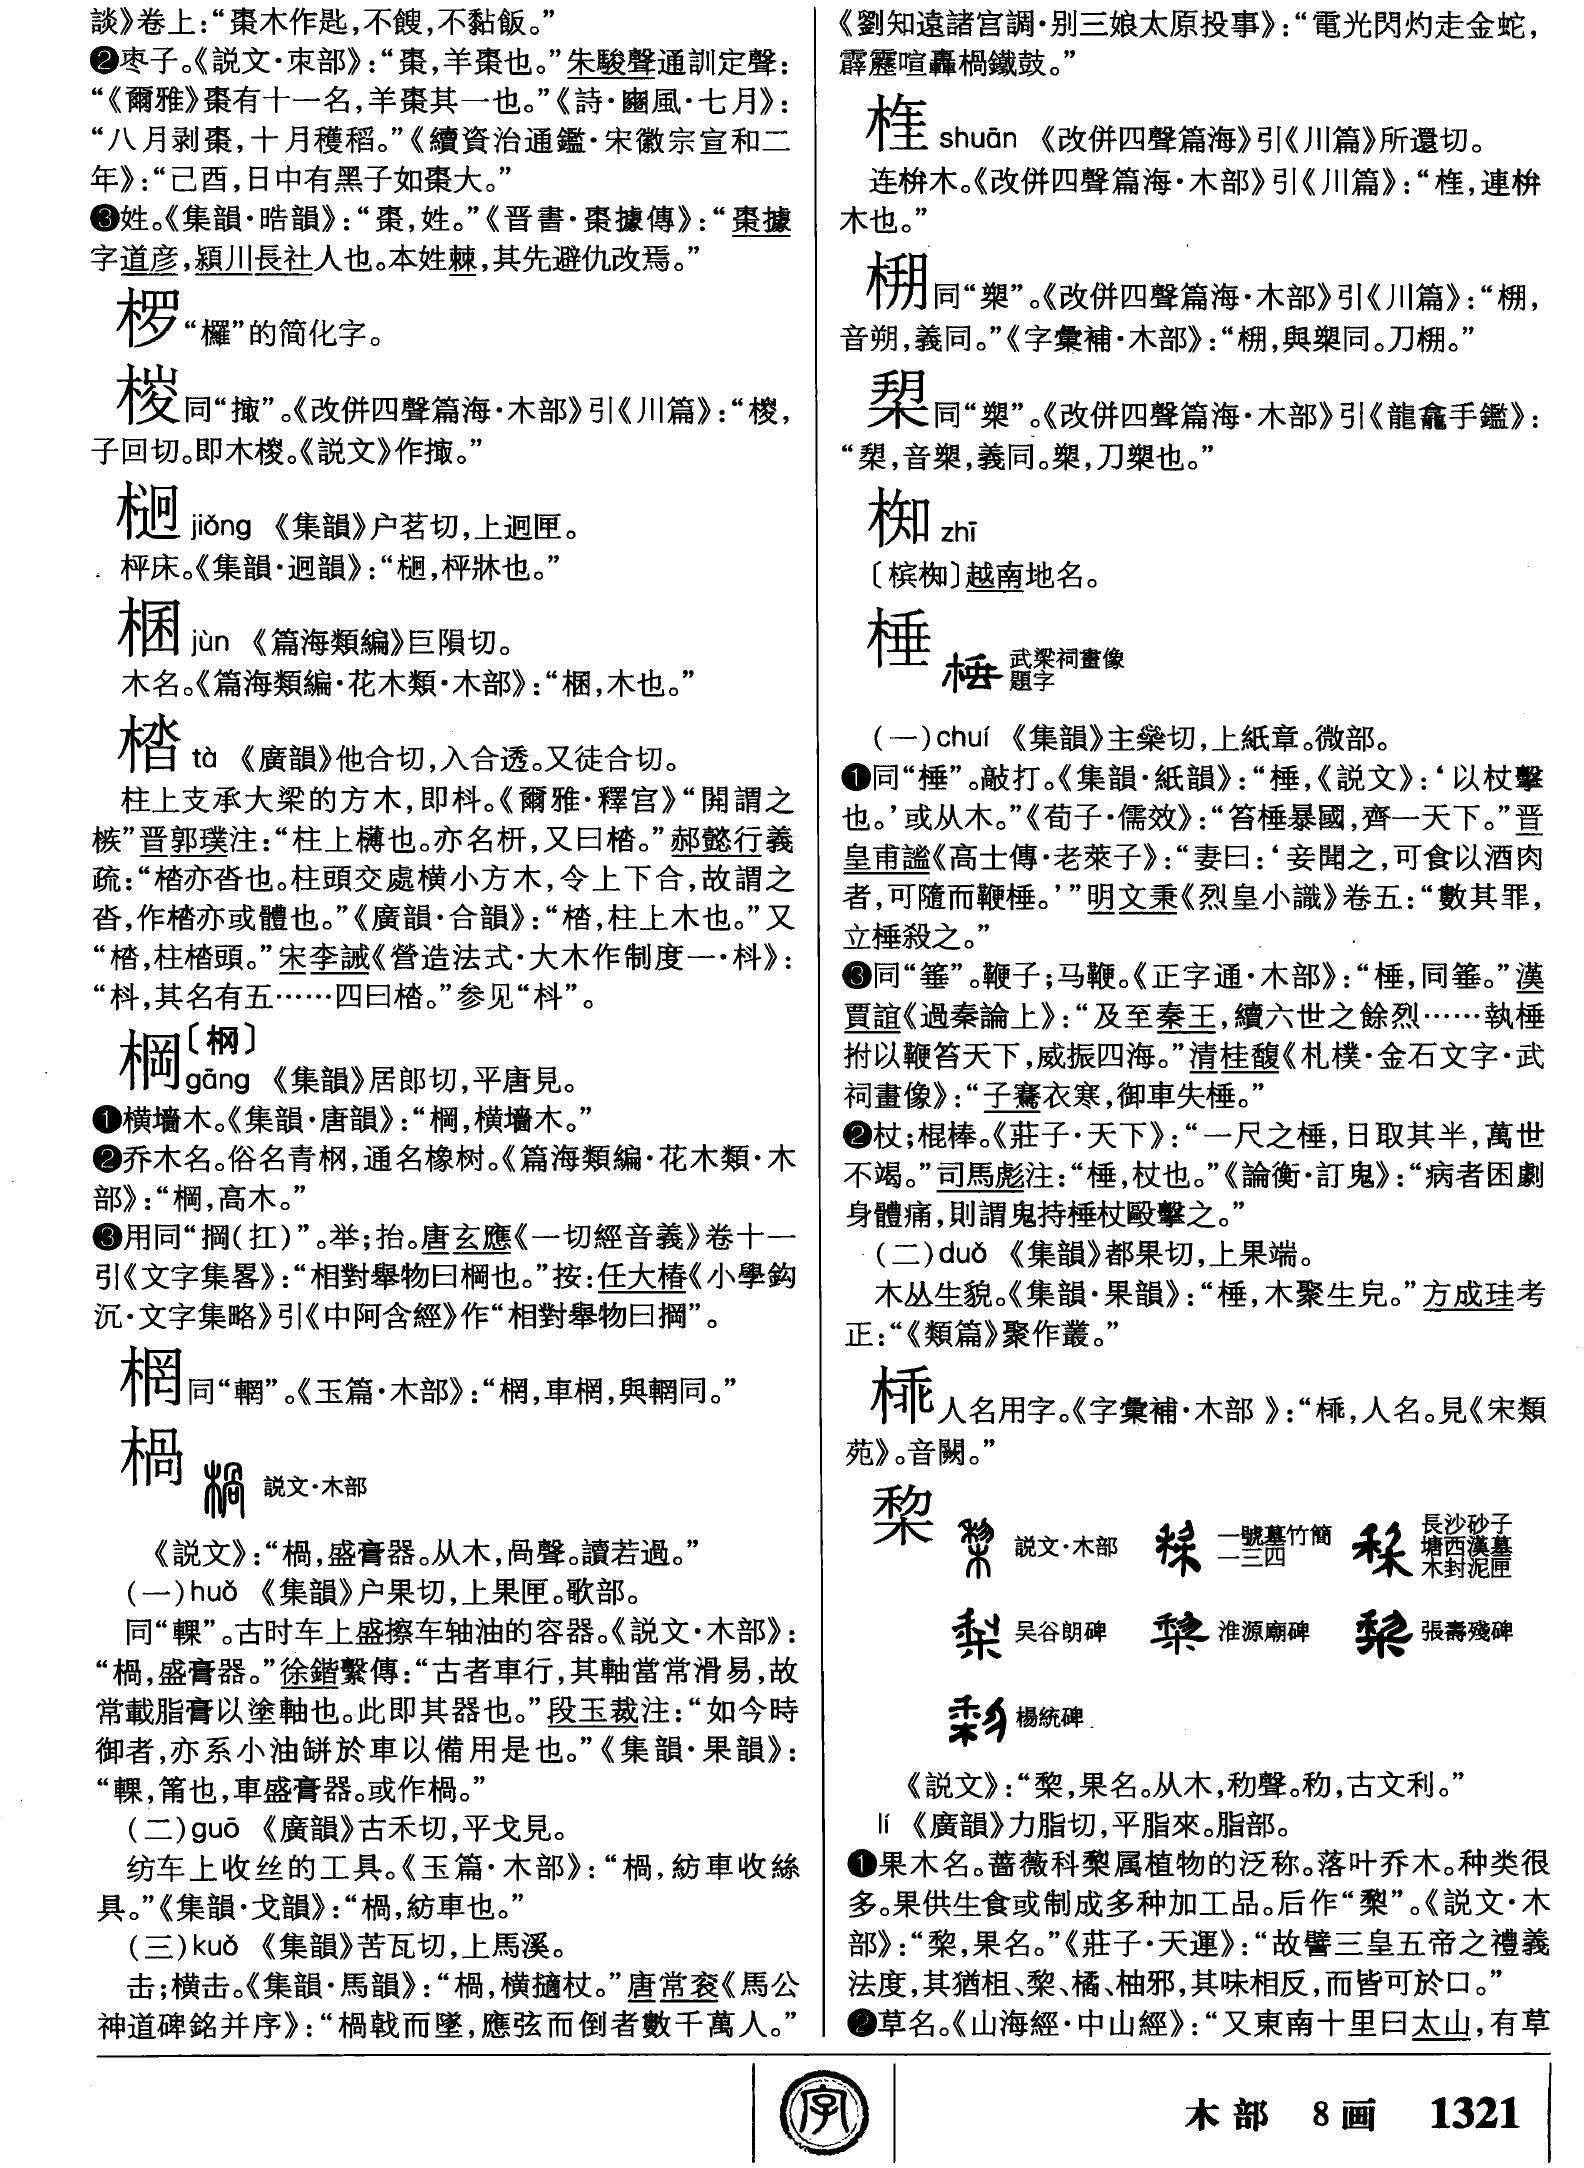 談》卷上：“棗木作匙，不餿，不黏飯。”
❷枣子。《説文·朿部》：“棗，羊棗也。”朱駿聲通訓定聲：
“《爾雅》棗有十一名，羊棗其一也。”《詩·豳風·七月》：
“八月剥棗，十月穫稻。”《續資治通鑑·宋徽宗宣和二
年》：“己酉，日中有黑子如棗大。”
❸姓。《集韻·晧韻》：“棗，姓。”《晋書·棗據傳》：“棗據
字道彦，潁川長社人也。本姓棘，其先避仇改焉。”
椤“欏”的简化字。
同“㩎”。《改併四聲篇海·木部》引《川篇》：“
子回切。即木。《説文》作㩎。”
jiǒng 《集韻》户茗切，上迥匣。
枰床。《集韻·迥韻》：“枰牀也。”
棞jùn 《篇海類編》巨隕切。
木名。《篇海類編·花木類·木部》：“棞，木也。”
榙 tà 《廣韻》他合切，入合透。又徒合切。
柱上支承大梁的方木，即枓。《爾雅·釋宫》“開謂之
槉”晋郭璞注：“柱上欂也。亦名枅，又曰楷。”郝懿行義
疏：“楷亦沓也。柱頭交處横小方木，令上下合，故謂之
沓，作楷亦或體也。”《廣韻·合韻》：“楷，柱上木也。”又
“楷，柱楷頭。”宋李誡《營造法式·大木作制度一·枓》：
“枓，其名有五……四曰楷。”参见“枓”。
棡〔㭎〕
gāng 《集韻》居郎切，平唐見。
❶横墻木。《集韻·唐韻》：“棡，横墻木。”
❷乔木名。俗名青㭎，通名橡树。《篇海類編·花木類·木
部》：“棡，高木。”
❸用同“掆（扛）”。举；抬。唐玄應《一切經音義》卷十一
引《文字集畧》：“相對舉物曰棡也。”按：任大椿《小學鈎
沉·文字集略》引《中阿含經》作“相對舉物曰掆”。
棢同“輞”。《玉篇·木部》：“棢，車棢，與輞同。”
楇 説文·木部
《説文》：“楇，盛膏器。从木，咼聲。讀若過。”
（一）huǒ 《集韻》户果切，上果匣。歌部。
同“輠”。古时车上盛擦车轴油的容器。《説文·木部》：
“楇，盛膏器。”徐鍇繫傳：“古者車行，其軸當常滑易，故
常載脂膏以塗軸也。此即其器也。”段玉裁注：“如今時
御者，亦系小油缾於車以備用是也。”《集韻·果韻》：
“輠，筩也，車盛膏器。或作楇。”
（二）guō 《廣韻》古禾切，平戈見。
纺车上收丝的工具。《玉篇·木部》：“楇，紡車收絲
具。”《集韻·戈韻》：“楇，紡車也。”
（三）kuǒ 《集韻》苦瓦切，上馬溪。
击；横击。《集韻·馬韻》：“楇，横擿杖。”唐常袞《馬公
神道碑銘并序》：“楇戟而墜，應弦而倒者數千萬人。”
《劉知遠諸宫調·别三娘太原投事》：“電光閃灼走金蛇，
霹靂喧轟楇鐵鼓。”
shuān 《改併四聲篇海》引《川篇》所還切。
连枿木。《改併四聲篇海·木部》引《川篇》：“連枿
木也。”
棚同“槊”。《改併四聲篇海·木部》引《川篇》：“
音朔，義同。”《字彙補·木部》：“與槊同。刀。”
同“槊”。《改併四聲篇海·木部》引《龍龕手鑑》：
“音槊，義同。槊，刀槊也。”
椥 zhī
〔槟椥〕越南地名。
棰 武梁祠畫像
題字
（一）chuí 《集韻》主橤切，上紙章。微部。
❶同“捶”。敲打。《集韻·紙韻》：“捶，《説文》：‘以杖擊
也。’或从木。”《荀子·儒效》：“笞棰暴國，齊一天下。”晋
皇甫謐《高士傳·老萊子》：“妻曰：‘妾聞之，可食以酒肉
者，可隨而鞭棰。’”明文秉《烈皇小識》卷五：“數其罪，
立棰殺之。”
❸同“箠”。鞭子；马鞭。《正字通·木部》：“棰，同箠。”漢
賈誼《過秦論上》：“及至秦王，續六世之餘烈……執棰
拊以鞭笞天下，威振四海。”清桂馥《札樸·金石文字·武
祠畫像》：“子騫衣寒，御車失棰。”
❷杖；棍棒。《莊子·天下》：“一尺之棰，日取其半，萬世
不竭。”司馬彪注：“棰，杖也。”《論衡·訂鬼》：“病者困劇
身體痛，則謂鬼持棰杖毆擊之。”
（二）duǒ 《集韻》都果切，上果端。
木丛生貌。《集韻·果韻》：“棰，木聚生皃。”方成珪考
正：“《類篇》聚作叢。”
人名用字。《字彙補·木部》：“人名。見《宋類
苑》。音闕。”
棃 説文·木部 一號墓竹簡
一三四 長沙砂子
塘西漢墓
木封泥匣
吴谷朗碑 淮源廟碑 張壽殘碑
楊統碑
《説文》：“棃，果名。从木，𥝢聲。𥝢，古文利。”
lí 《廣韻》力脂切，平脂來。脂部。
❶果木名。蔷薇科棃属植物的泛称。落叶乔木。种类很
多。果供生食或制成多种加工品。后作“梨”。《説文·木
部》：“棃，果名。”《莊子·天運》：“故譬三皇五帝之禮義
法度，其猶柤、棃、橘、柚邪，其味相反，而皆可於口。”
❷草名。《山海經·中山經》：“又東南十里曰太山，有草
字
木部 8画 1321